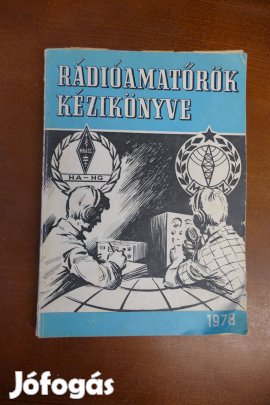 RÁDIÓAMATŐRÖK
KÉZIKÖNYVE
HA-HG
1978
Jófogás